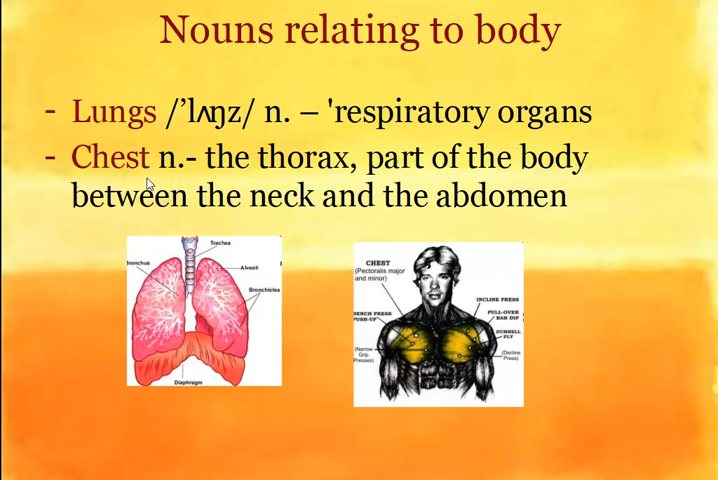 Nouns relating to body
- Lungs /’lʌŋz/ n. – 'respiratory organs
- Chest n.- the thorax, part of the body
between the neck and the abdomen
Trachea
Bronchus
Alveoli
Bronchioles
Diaphragm
CHEST
(Pectoralis major
and minor)
INCLINE PRESS
BENCH PRESS
PUSH-UP
PULL-OVER
BAR DIP
DUMBELL
FLY
(Narrow
Grip
Presses)
(Decline
Press)